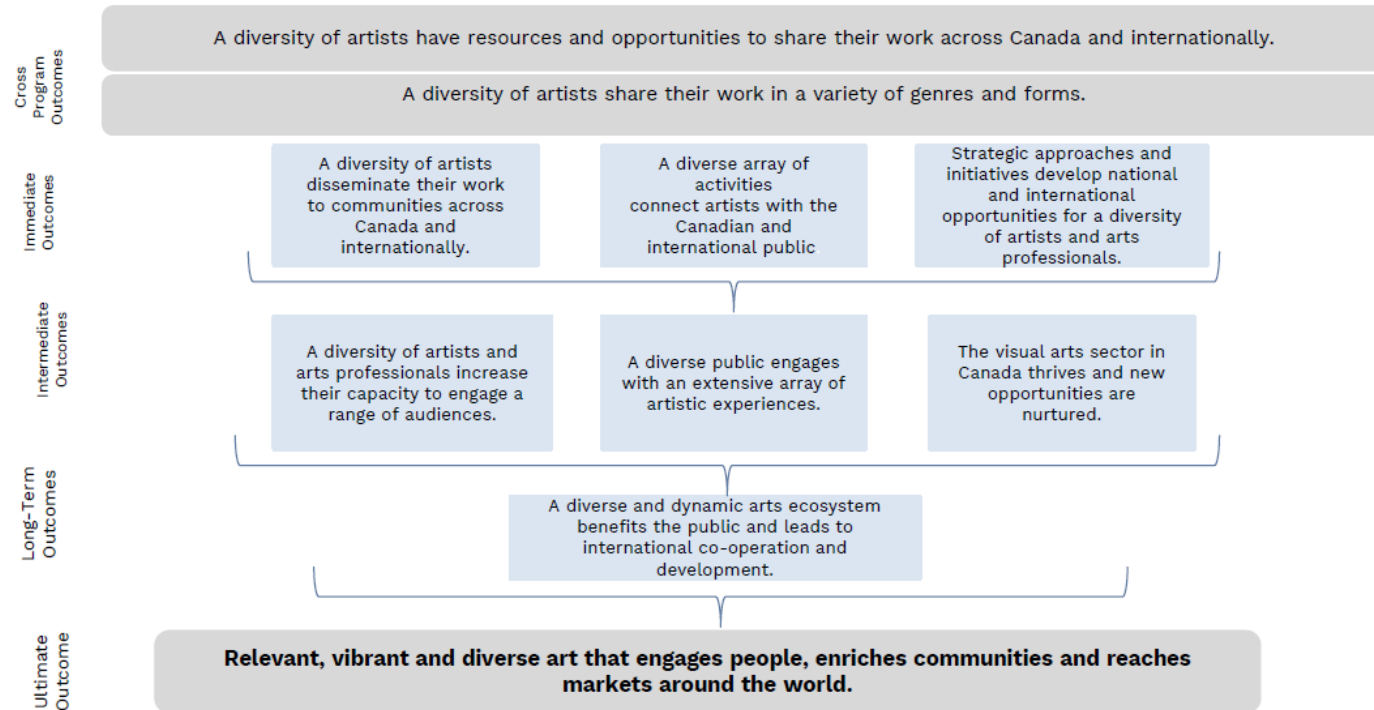 Cross
Program
Outcomes
A diversity of artists have resources and opportunities to share their work across Canada and internationally.
A diversity of artists share their work in a variety of genres and forms.
Immediate
Outcomes
A diversity of artists
disseminate their work
to communities across
Canada and
internationally.
A diverse array of
activities
connect artists with the
Canadian and
international public.
Strategic approaches and
initiatives develop national
and international
opportunities for a diversity
of artists and arts
professionals.
Intermediate
Outcomes
A diversity of artists and
arts professionals increase
their capacity to engage a
range of audiences.
A diverse public engages
with an extensive array of
artistic experiences.
The visual arts sector in
Canada thrives and new
opportunities are
nurtured.
Long-Term
Outcomes
A diverse and dynamic arts ecosystem
benefits the public and leads to
international co-operation and
development.
Ultimate
Outcome
Relevant, vibrant and diverse art that engages people, enriches communities and reaches
markets around the world.